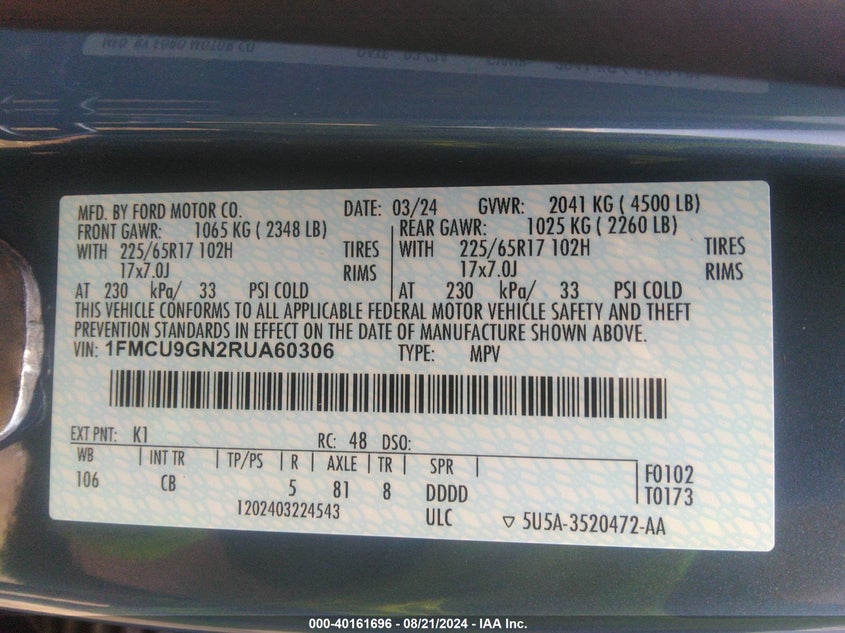 MFD. BY FORD MOTOR CO. DATE: 03/24 GVWR: 2041 KG ( 4500 LB)
FRONT GAWR: 1065 KG ( 2348 LB) REAR GAWR: 1025 KG ( 2260 LB)
WITH 225/65R17 102H TIRES WITH 225/65R17 102H TIRES
17x7.0J RIMS 17x7.0J RIMS
AT 230 kPa/ 33 PSI COLD AT 230 kPa/ 33 PSI COLD
THIS VEHICLE CONFORMS TO ALL APPLICABLE FEDERAL MOTOR VEHICLE SAFETY AND THEFT
PREVENTION STANDARDS IN EFFECT ON THE DATE OF MANUFACTURE SHOWN ABOVE.
VIN: 1FMCU9GN2RUA60306 TYPE: MPV
EXT PNT: K1 RC: 48 DSO:
WB INT TR TP/PS R AXLE TR SPR F0102
106 CB 5 81 8 DDDD T0173
1202403224543 ULC 5U5A-3520472-AA
000-40161696 - 08/21/2024 - IAA Inc.